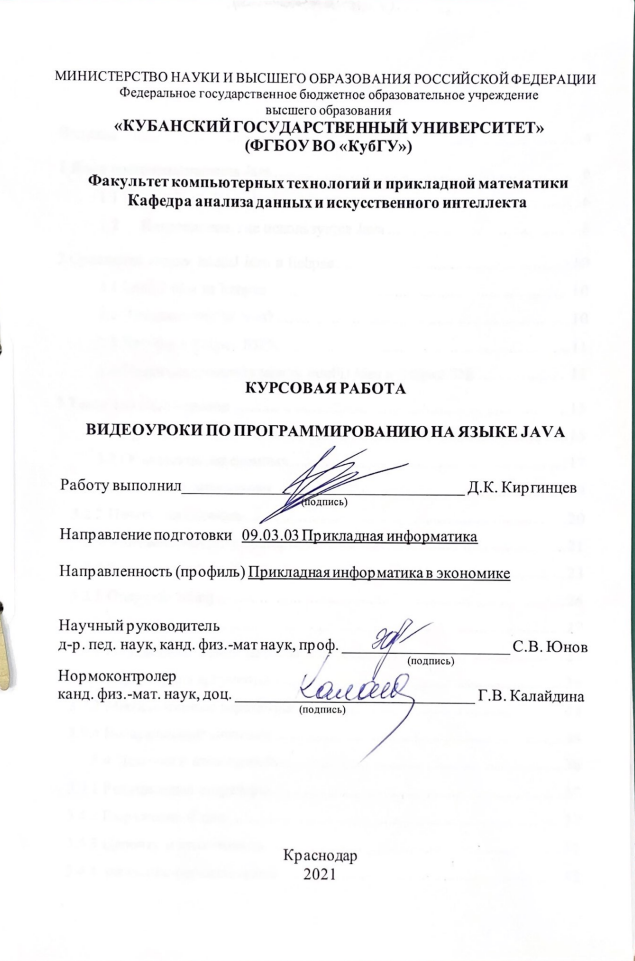 МИНИСТЕРСТВО НАУКИ И ВЫСШЕГО ОБРАЗОВАНИЯ РОССИЙСКОЙ ФЕДЕРАЦИИ
Федеральное государственное бюджетное образовательное учреждение
высшего образования
«КУБАНСКИЙ ГОСУДАРСТВЕННЫЙ УНИВЕРСИТЕТ»
(ФГБОУ ВО «КубГУ»)
Факультет компьютерных технологий и прикладной математики
Кафедра анализа данных и искусственного интеллекта
КУРСОВАЯ РАБОТА
ВИДЕОУРОКИ ПО ПРОГРАММИРОВАНИЮ НА ЯЗЫКЕ JAVA
Работу выполнил Д.К. Киргинцев
(подпись)
Направление подготовки 09.03.03 Прикладная информатика
Направленность (профиль) Прикладная информатика в экономике
Научный руководитель
д-р. пед. наук, канд. физ.-мат наук, проф. С.В. Юнов
(подпись)
Нормоконтролер
канд. физ.-мат. наук, доц. Г.В. Калайдина
(подпись)
Краснодар
2021